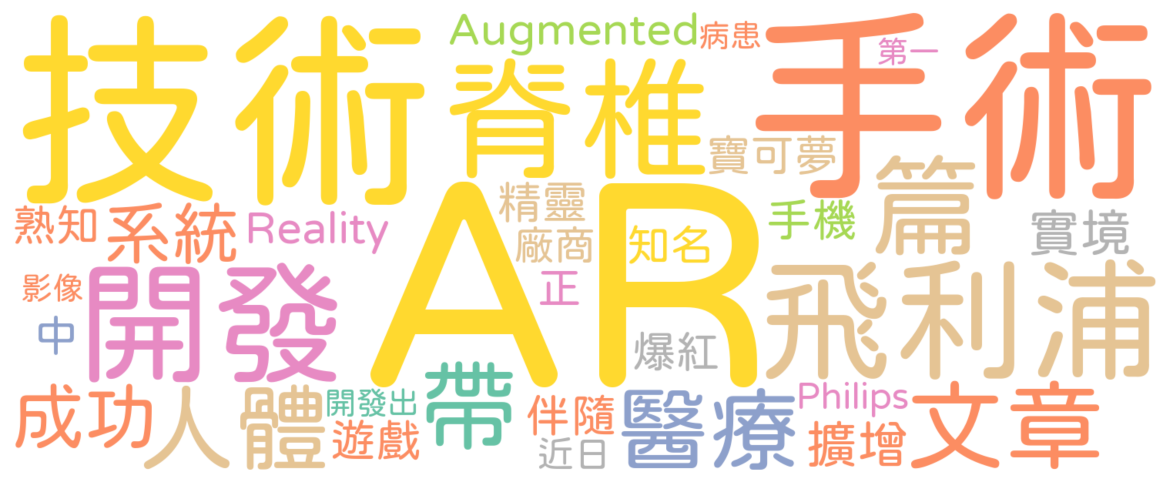 技術
Augmented
病患
手術
第一
脊椎
寶可夢
熟知
系統
Reality
AR
精靈
廠商
知名
手機
篇
實境
影像
中
開發
正
爆紅
飛利浦
成功
人體
開發出
遊戲
帶
伴隨
近日
醫療
Philips
擴增
文章